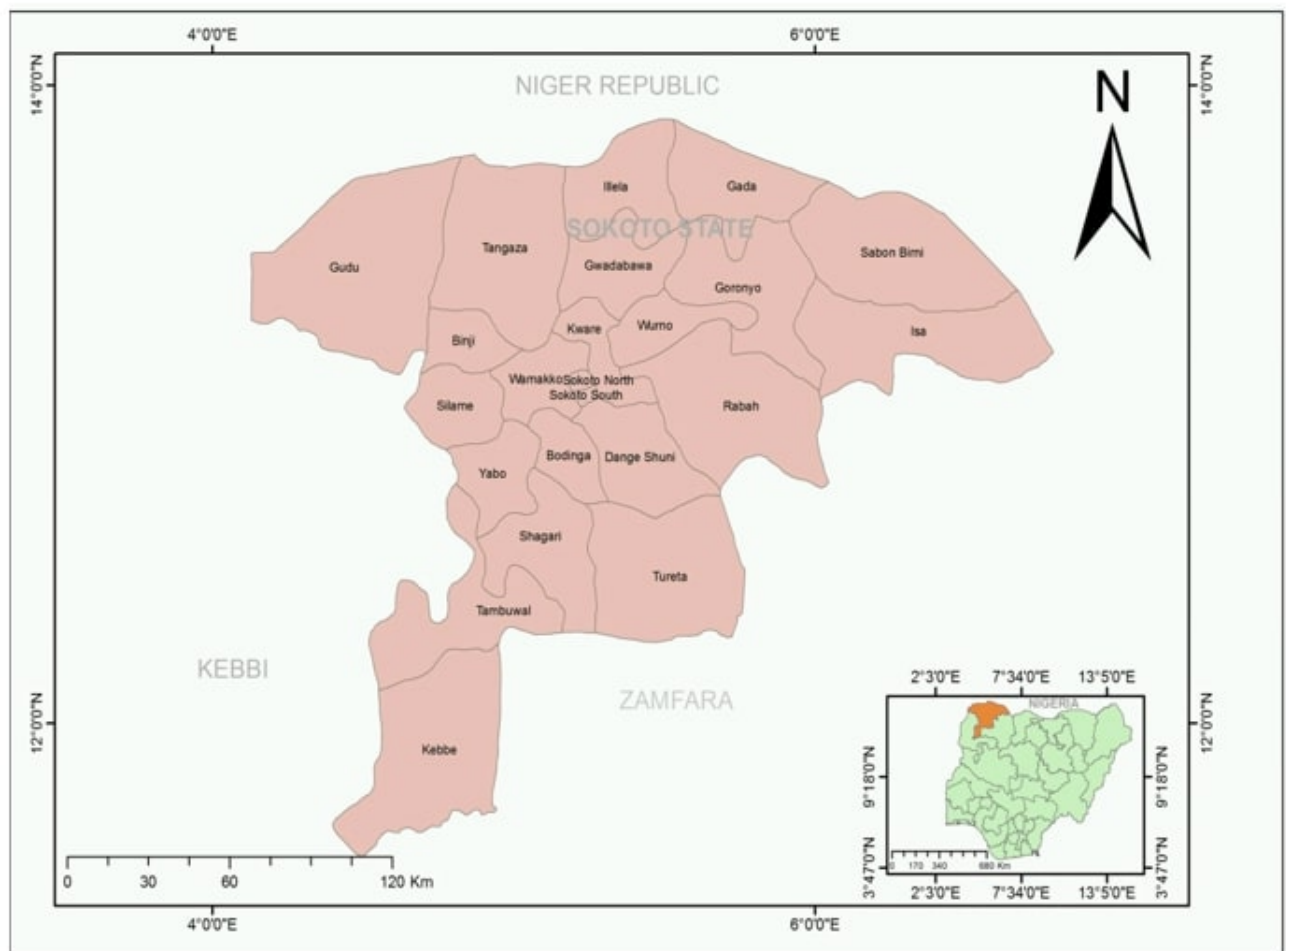 4°0'0"E 6°0'0"E
14°0'0"N 14°0'0"N
NIGER REPUBLIC
N
Illela
Gada
SOKOTO STATE
Tangaza
Sabon Birni
Gudu
Gwadabawa
Goronyo
Kware
Wurno
Isa
Binji
Wamakko Sokoto North
Sokoto South
Silame
Rabah
Bodinga
Dange Shuni
Yabo
Shagari
Tureta
Tambuwal
KEBBI
ZAMFARA
12°0'0"N 12°0'0"N
Kebbe
2°3'0"E 7°34'0"E 13°5'0"E
NIGERIA
9°18'0"N 9°18'0"N
3°47'0"N 3°47'0"N
0 170 340 680 Km
2°3'0"E 7°34'0"E 13°5'0"E
0 30 60 120 Km
4°0'0"E 6°0'0"E